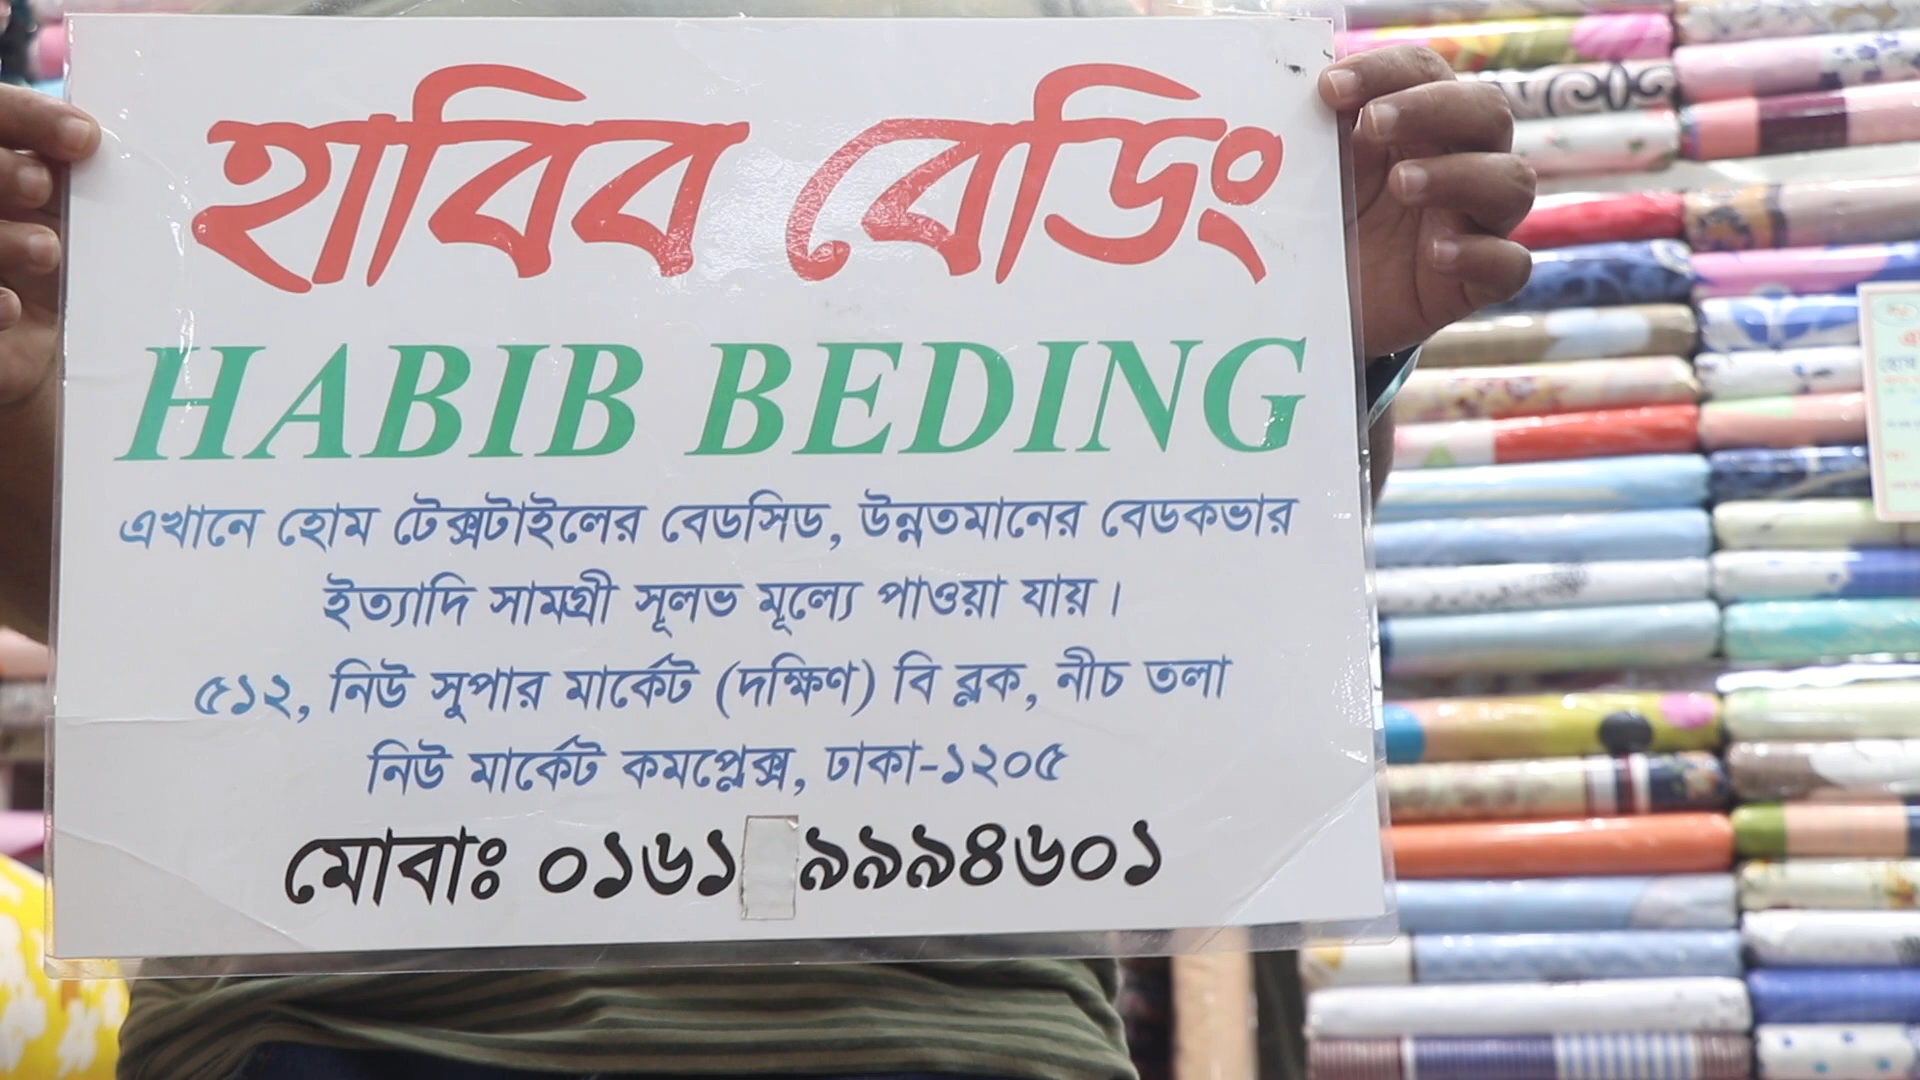 হাবিব বেডিং
HABIB BEDING
এখানে হোম টেক্সটাইলের বেডসিড, উন্নতমানের বেডকভার
ইত্যাদি সামগ্রী সূলভ মূল্যে পাওয়া যায়।
৫১২, নিউ সুপার মার্কেট (দক্ষিণ) বি ব্লক, নীচ তলা
নিউ মার্কেট কমপ্লেক্স, ঢাকা-১২০৫
মোবাঃ ০১৬১ ৯৯৯৪৬০১